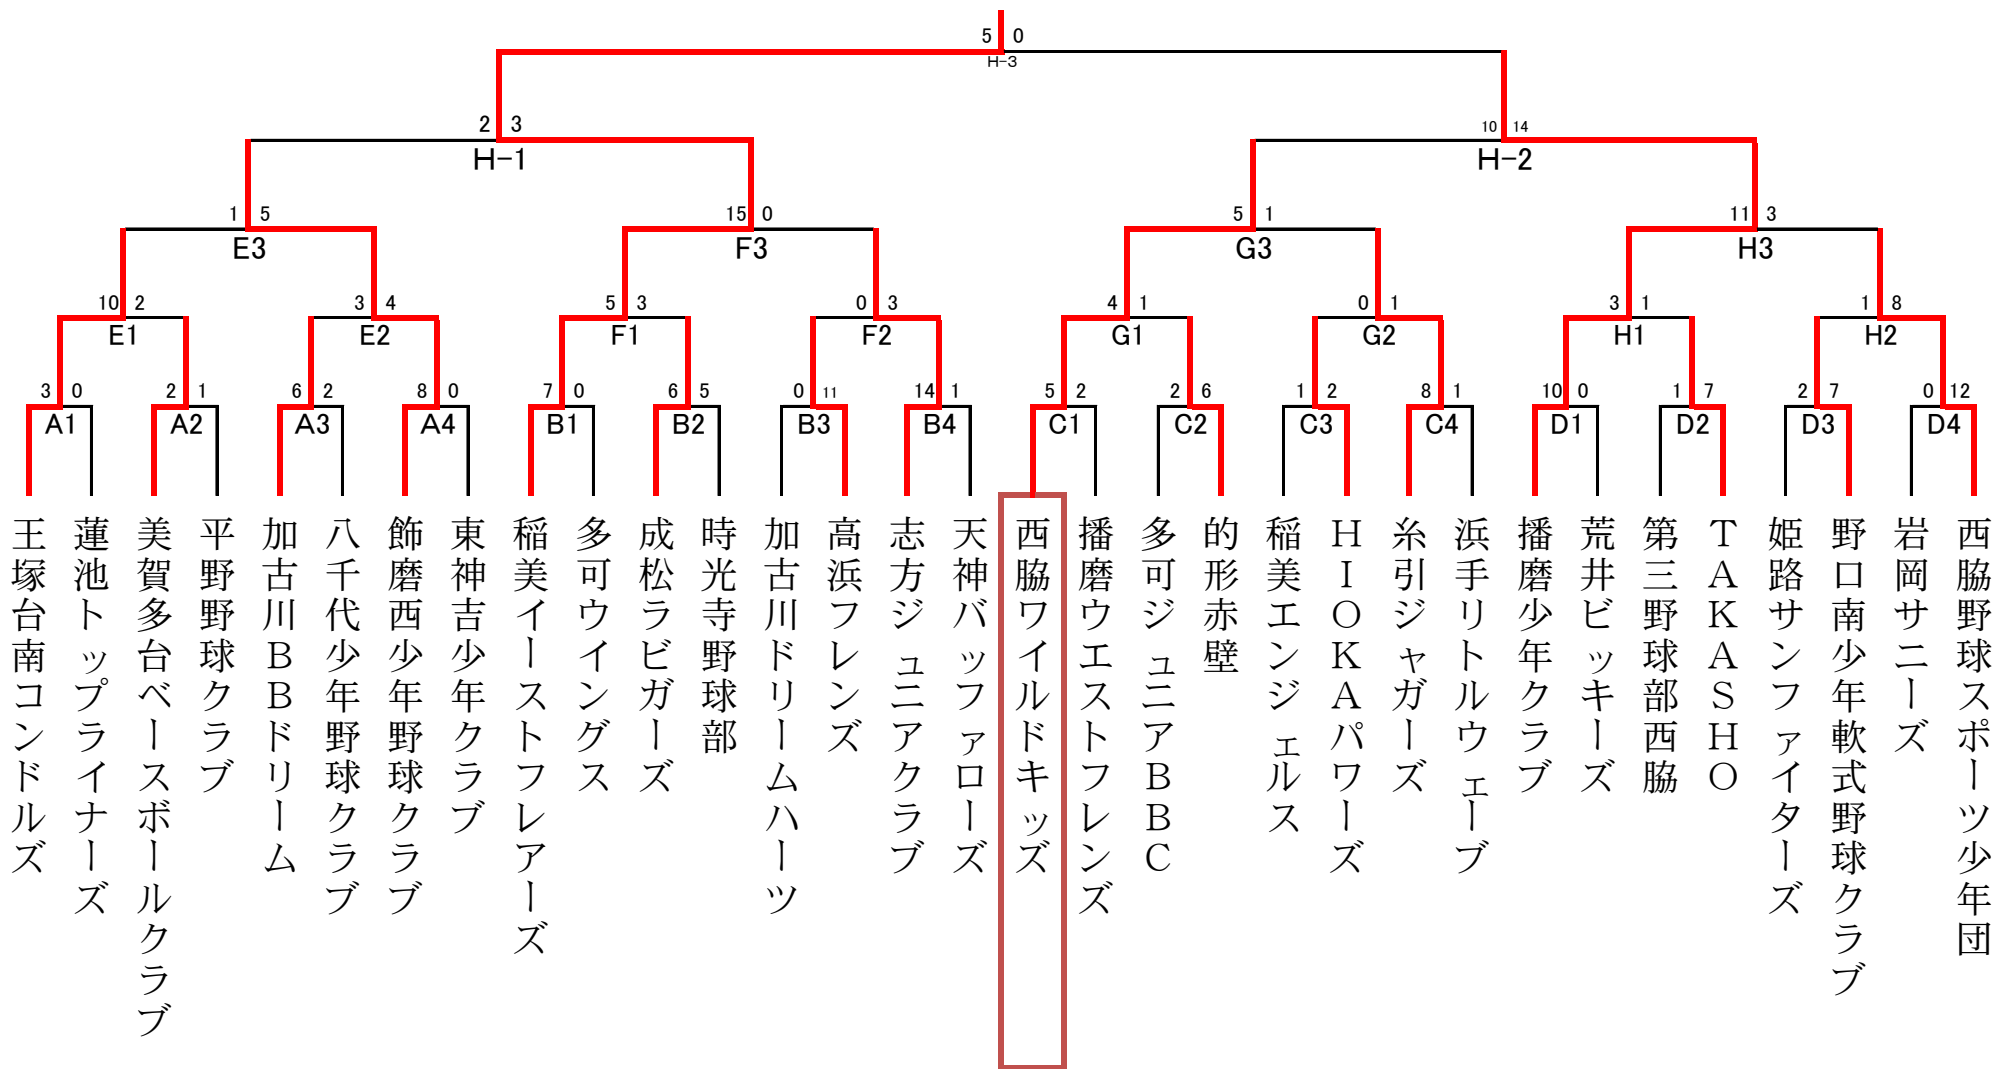 5 0
H-3
2 3
10 14
H-1
H-2
1 5
15 0
5 1
11 3
E3
F3
G3
H3
10 2
3 4
5 3
0 3
4 1
0 1
3 1
1 8
E1
E2
F1
F2
G1
G2
H1
H2
3 0
2 1
6 2
8 0
7 0
6 5
0 11
14 1
5 2
2 6
1 2
8 1
10 0
1 7
2 7
0 12
A1
A2
A3
A4
B1
B2
B3
B4
C1
C2
C3
C4
D1
D2
D3
D4
王塚台南コンドルズ
蓮池トップライナーズ
美賀多台ベースボールクラブ
平野野球クラブ
加古川BBドリーム
八千代少年野球クラブ
飾磨西少年野球クラブ
東神吉少年クラブ
稲美イーストフレアーズ
多可ウイングス
成松ラビガーズ
時光寺野球部
加古川ドリームハーツ
高浜フレンズ
志方ジュニアクラブ
天神バッファローズ
西脇ワイルドキッズ
播磨ウエストフレンズ
多可ジュニアBBC
的形赤壁
稲美エンジェルス
HIOKAパワーズ
糸引ジャガーズ
浜手リトルウェーブ
播磨少年クラブ
荒井ビッキーズ
第三野球部西脇
TAKASHO
姫路サンファイターズ
野口南少年軟式野球クラブ
岩岡サニーズ
西脇野球スポーツ少年団